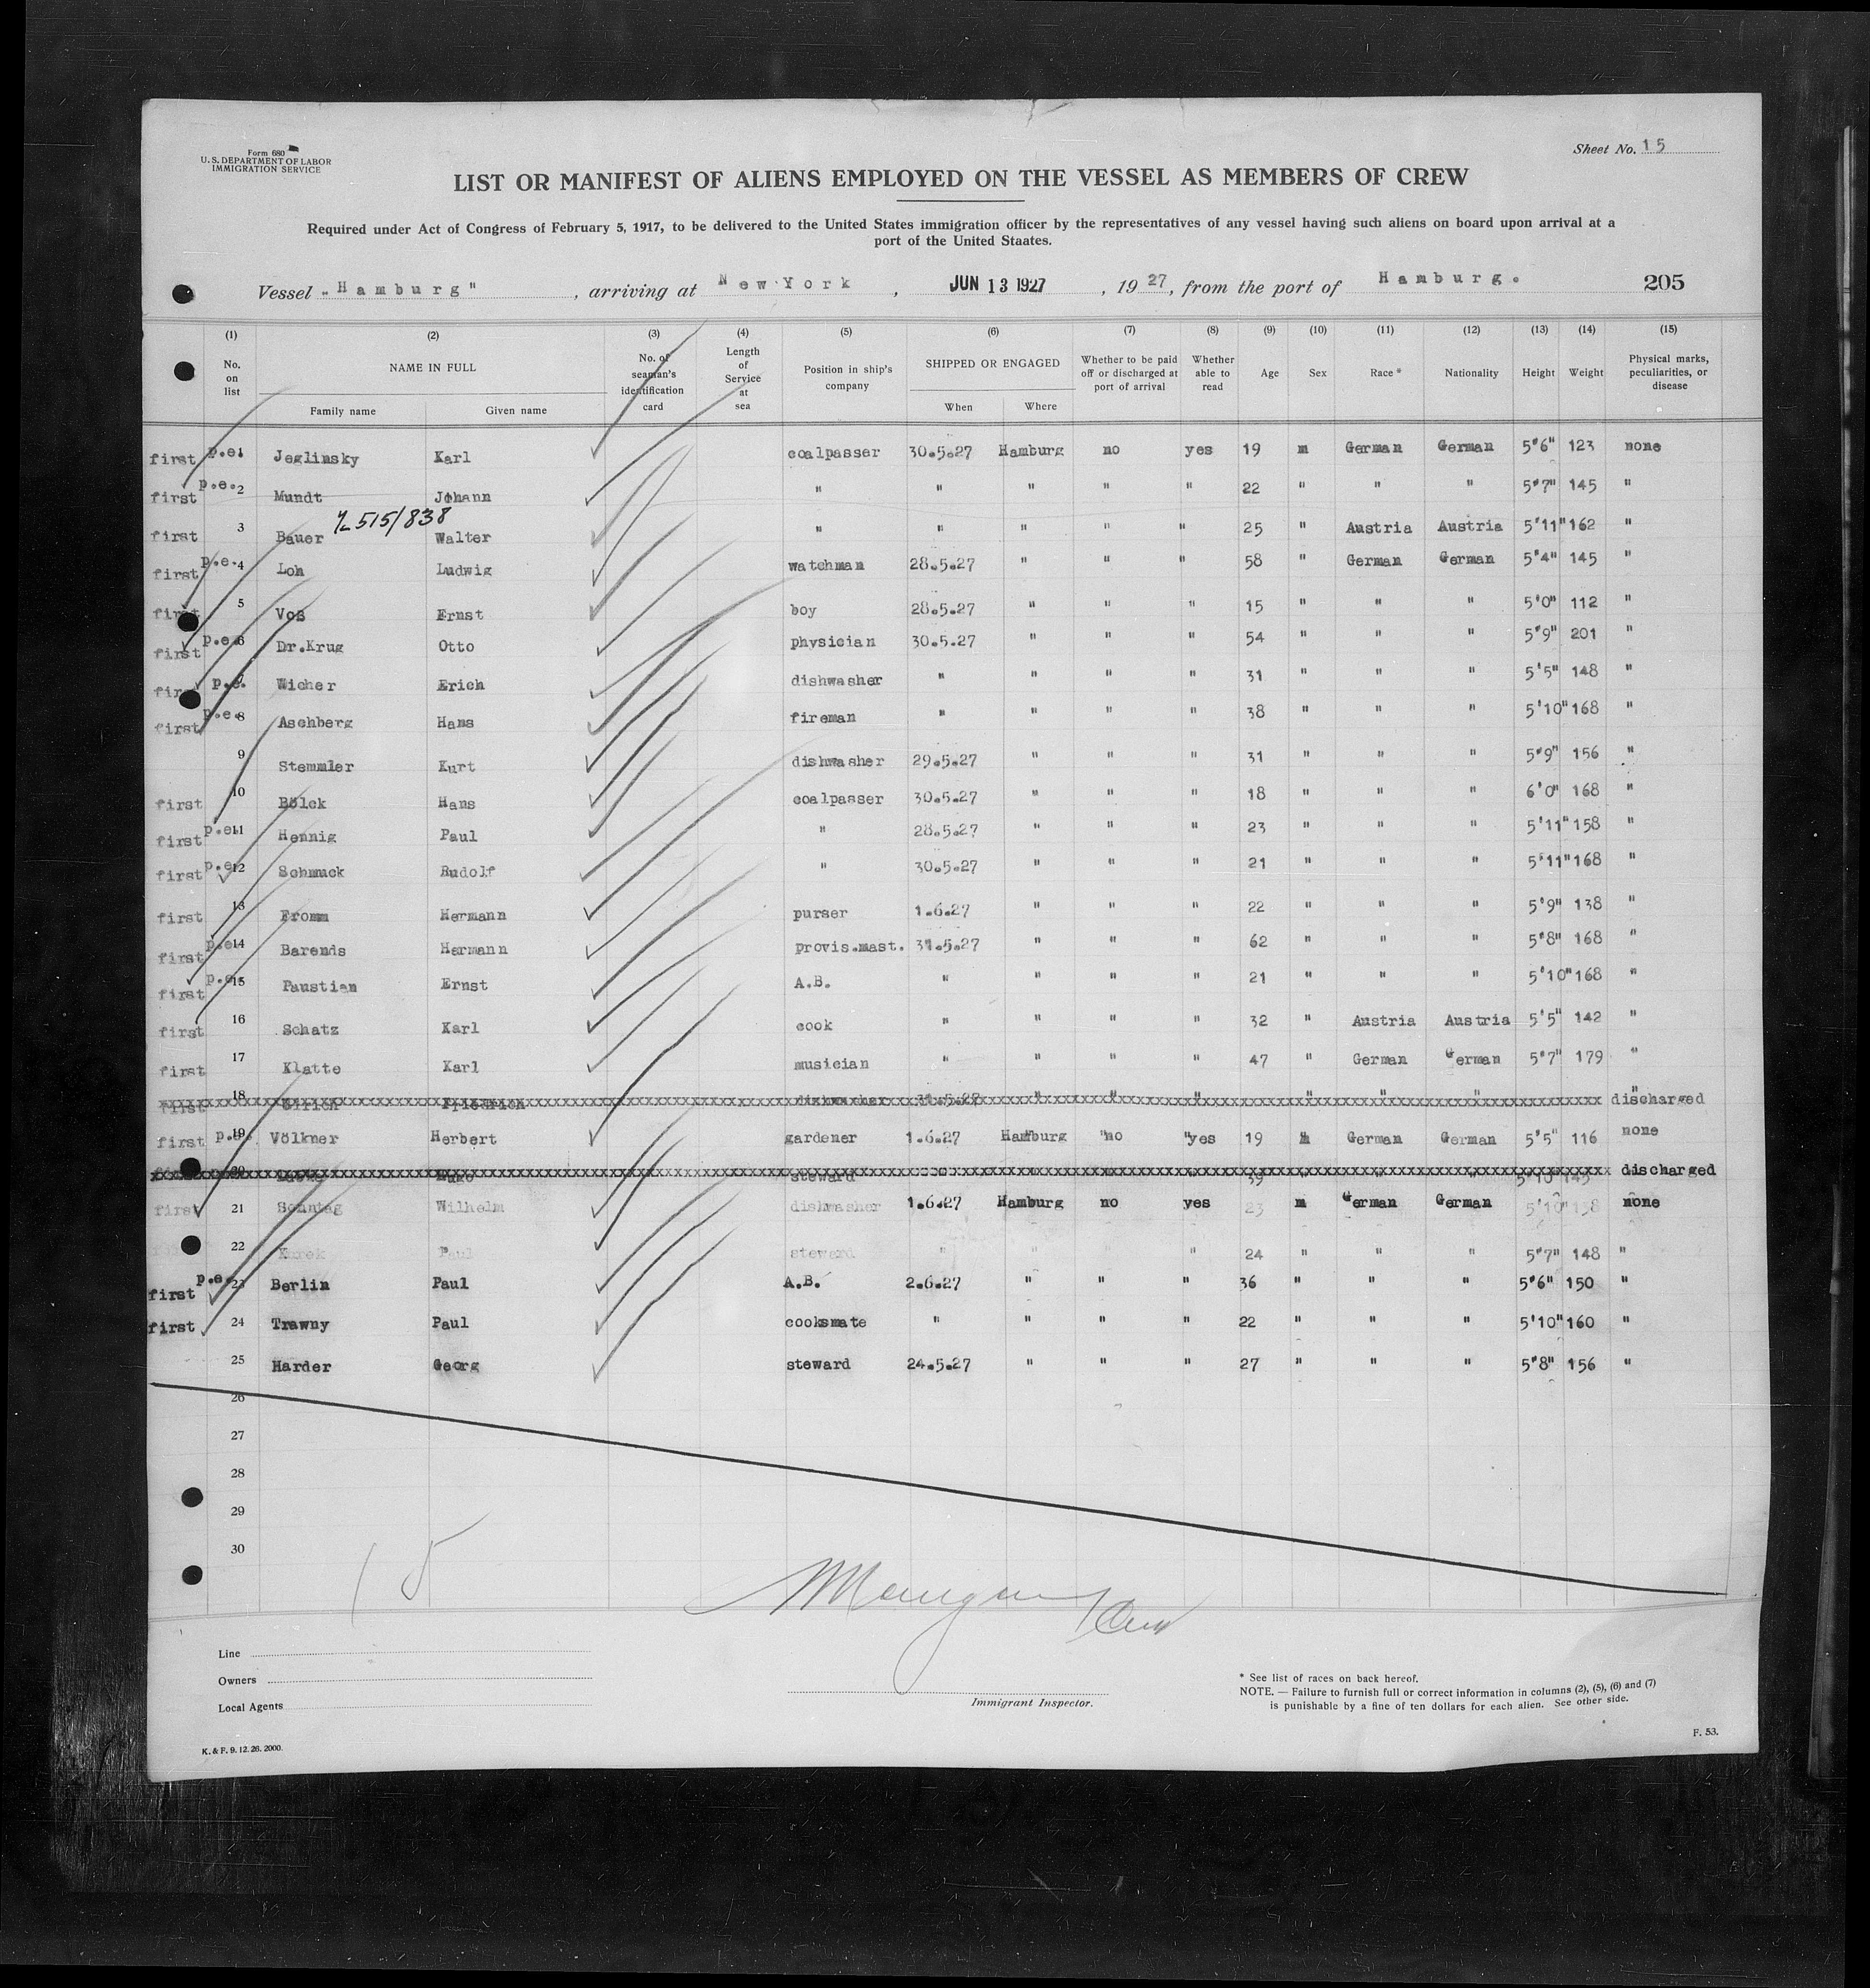 Form 680
U. S. DEPARTMENT OF LABOR
IMMIGRATION SERVICE
Sheet No. 15
LIST OR MANIFEST OF ALIENS EMPLOYED ON THE VESSEL AS MEMBERS OF CREW
Required under Act of Congress of February 5, 1917, to be delivered to the United States immigration officer by the representatives of any vessel having such aliens on board upon arrival at a
port of the United Staates.
Vessel „Hamburg", arriving at New York, JUN 13 1927, 1927, from the port of Hamburg. 205
(1) (2) (3) (4) (5) (6) (7) (8) (9) (10) (11) (12) (13) (14) (15)
No. on list NAME IN FULL Family name Given name No. of seaman's identification card Length of Service at sea Position in ship's company SHIPPED OR ENGAGED When Where Whether to be paid off or discharged at port of arrival Whether able to read Age Sex Race * Nationality Height Weight Physical marks, peculiarities, or disease
first p.e. 1 Jeglinsky Karl coalpasser 30.5.27 Hamburg no yes 19 m German German 5'6" 123 none
first p.e. 2 Mundt Johann " " " " " 22 " " " 5'7" 145 "
515/838
first 3 Bauer Walter " " " " " 25 " Austria Austria 5'11" 162 "
first p.e. 4 Loh Ludwig watchman 28.5.27 " " " 58 " German German 5'4" 145 "
first 5 Voß Ernst boy 28.5.27 " " " 15 " " " 5'0" 112 "
first p.e. 6 Dr.Krug Otto physician 30.5.27 " " " 54 " " " 5'9" 201 "
first p.e. 7 Wicher Erich dishwasher " " " " 31 " " " 5'5" 148 "
first p.e. 8 Aschberg Hans fireman " " " " 38 " " " 5'10" 168 "
9 Stemmler Kurt dishwasher 29.5.27 " " " 31 " " " 5'9" 156 "
first 10 Bölck Hans coalpasser 30.5.27 " " " 18 " " " 6'0" 168 "
first p.e. 11 Hennig Paul " 28.5.27 " " " 23 " " " 5'11" 158 "
first p.e. 12 Schmuck Rudolf " 30.5.27 " " " 21 " " " 5'11" 168 "
first 13 Fromm Hermann purser 1.6.27 " " " 22 " " " 5'9" 138 "
first p.e. 14 Barends Hermann provis.mast. 31.5.27 " " " 62 " " " 5'8" 168 "
first p.e. 15 Paustian Ernst A.B. " " " " 21 " " " 5'10" 168 "
first 16 Schatz Karl cook " " " " 32 " Austria Austria 5'5" 142 "
first 17 Klatte Karl musician " " " " 47 " German German 5'7" 179 "
first 18 Ulrich Friedrich dishwasher 31.5.27 " " " " " " " discharged
first p.e. 19 Völkner Herbert gardener 1.6.27 Hamburg no yes 19 m German German 5'5" 116 none
20 Hugo steward 39 5'10" 145 discharged
first 21 Sonntag Wilhelm dishwasher 1.6.27 Hamburg no yes 23 m German German 5'10" 158 none
22 Paul steward " " " 24 " " " 5'7" 148 "
first p.e. 23 Berlin Paul A.B. 2.6.27 " " " 36 " " " 5'6" 150 "
first 24 Trawny Paul cooksmate " " " " 22 " " " 5'10" 160 "
25 Harder Georg steward 24.5.27 " " " 27 " " " 5'8" 156 "
26
27
28
29
30
15
Line
Owners
Local Agents
Immigrant Inspector.
* See list of races on back hereof.
NOTE. — Failure to furnish full or correct information in columns (2), (5), (6) and (7)
is punishable by a fine of ten dollars for each alien. See other side.
K. & F. 9. 12. 26. 2000.
F. 53.